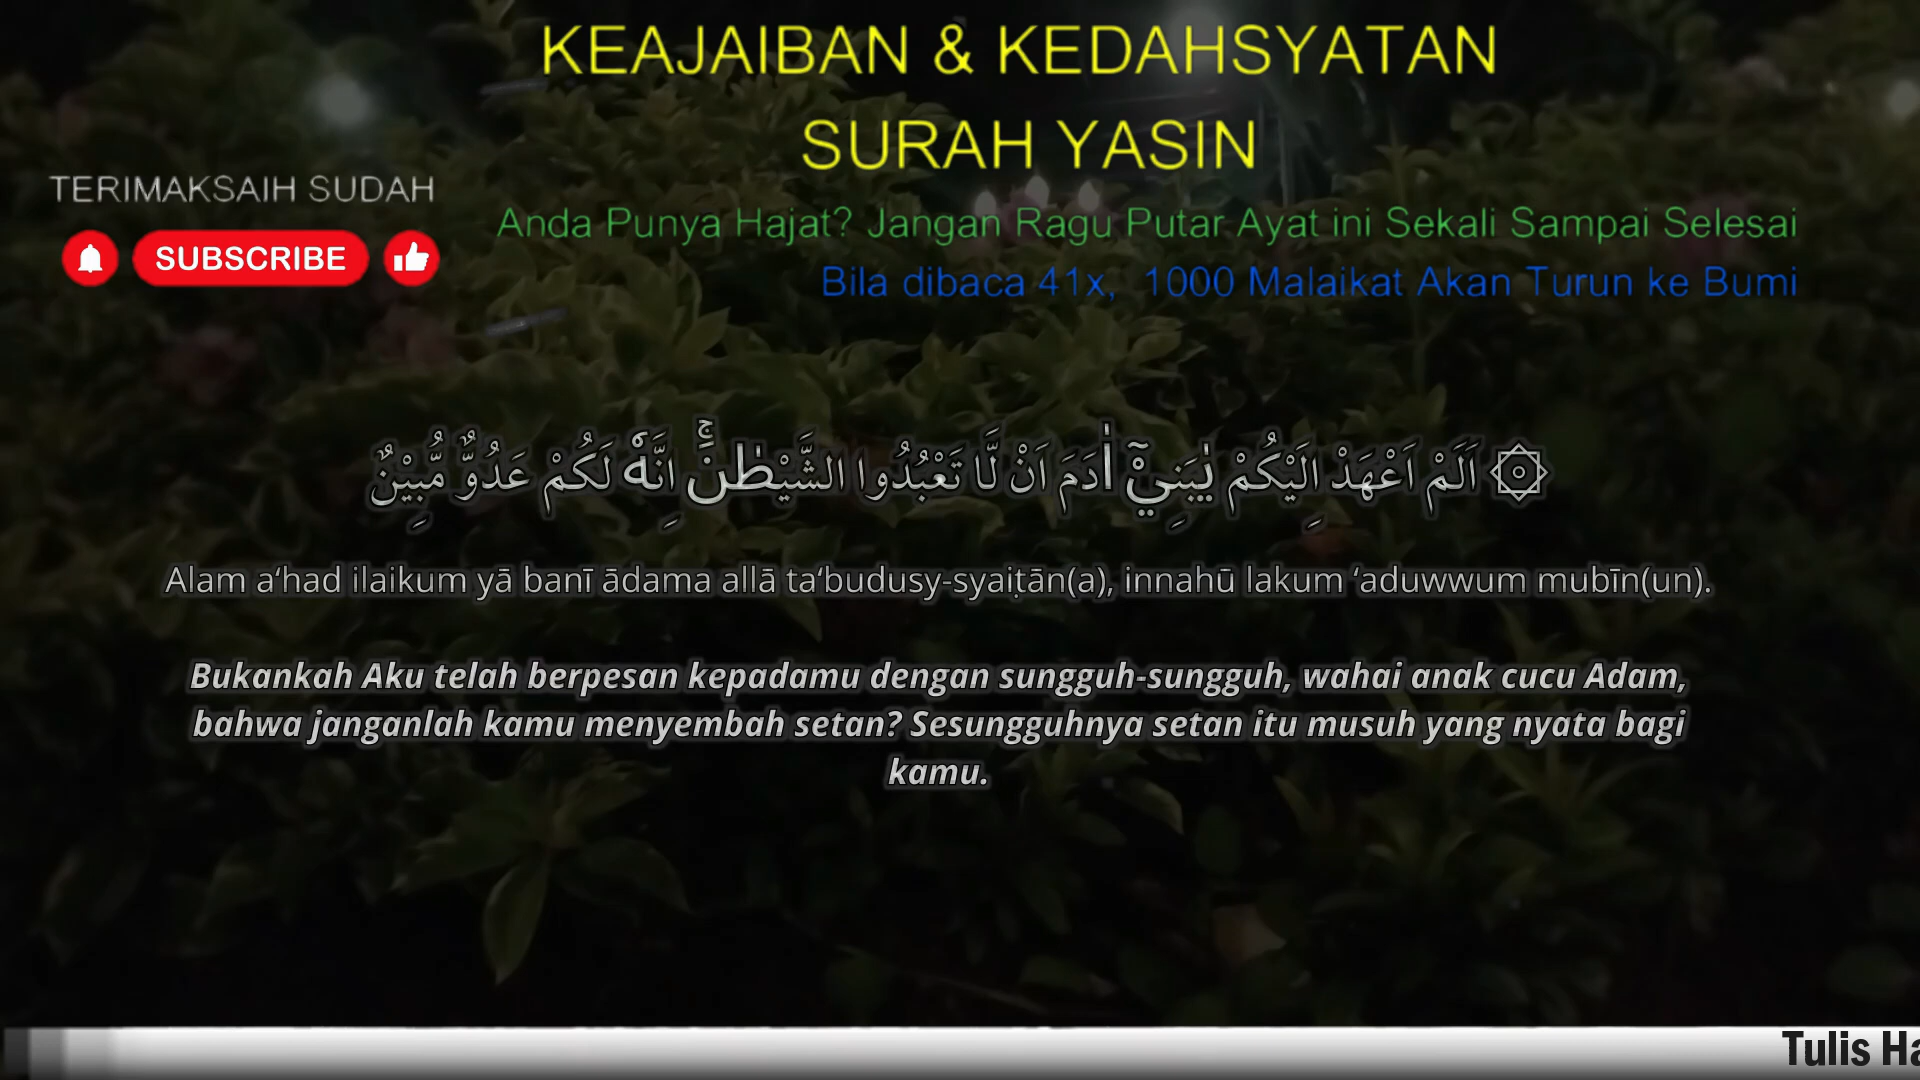 KEAJAIBAN & KEDAHSYATAN
SURAH YASIN
TERIMAKSAIH SUDAH
SUBSCRIBE
Anda Punya Hajat? Jangan Ragu Putar Ayat ini Sekali Sampai Selesai
Bila dibaca 41x, 1000 Malaikat Akan Turun ke Bumi
۞ اَلَمْ اَعْهَدْ اِلَيْكُمْ يٰبَنِيْٓ اٰدَمَ اَنْ لَّا تَعْبُدُوا الشَّيْطٰنَۚ اِنَّهٗ لَكُمْ عَدُوٌّ مُّبِيْنٌ
Alam a‘had ilaikum yā banī ādama allā ta‘budusy-syaiṭān(a), innahū lakum ‘aduwwum mubīn(un).
Bukankah Aku telah berpesan kepadamu dengan sungguh-sungguh, wahai anak cucu Adam,
bahwa janganlah kamu menyembah setan? Sesungguhnya setan itu musuh yang nyata bagi
kamu.
Tulis Ha